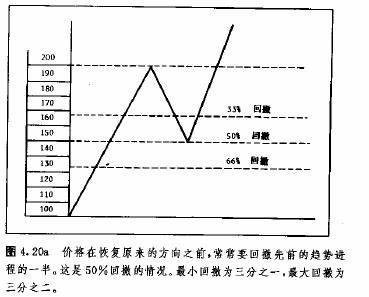 200
190
180
170
160
150
140
130
120
110
100
33% 回撤
50% 回撤
66% 回撤
图 4.20a 价格在恢复原来的方向之前,常常要回撤先前的趋势进
程的一半。这是50%回撤的情况。最小回撤为三分之一,最大回撤为
三分之二。